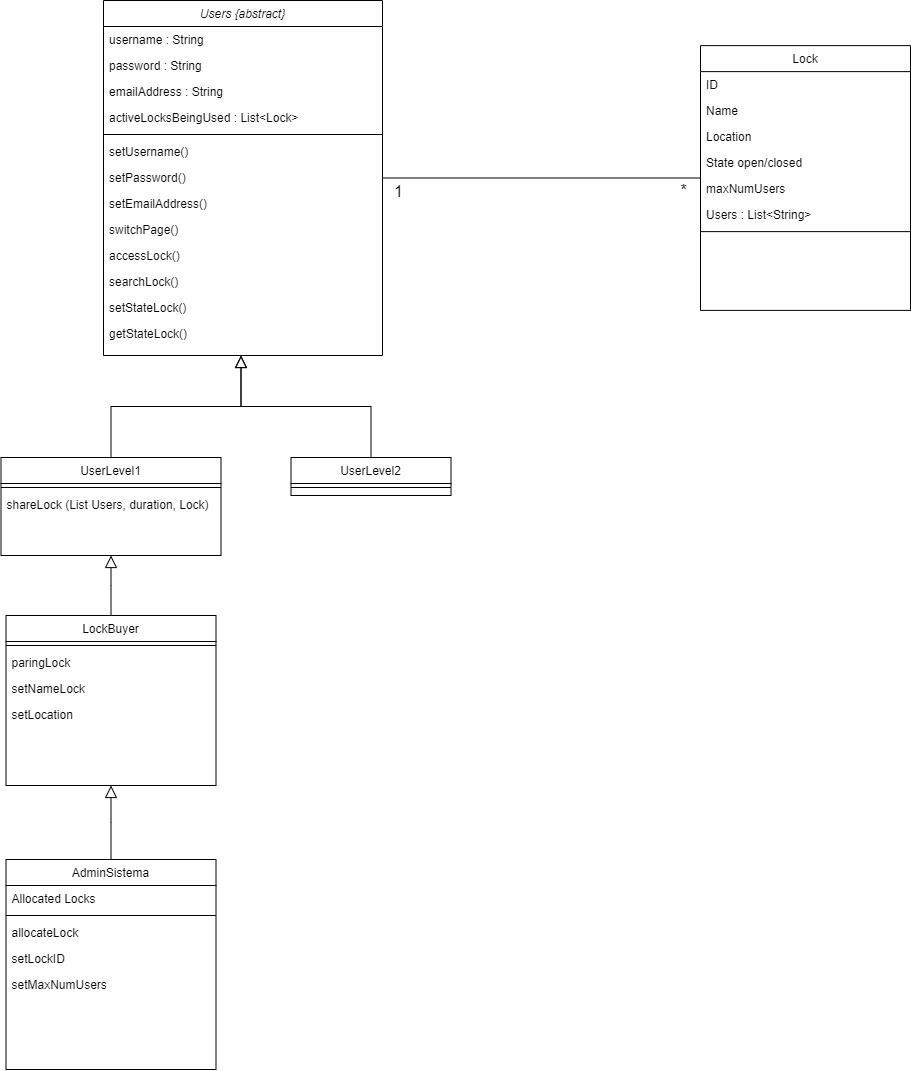 Users {abstract}
username : String
password : String
emailAddress : String
activeLocksBeingUsed : List<Lock>
setUsername()
setPassword()
setEmailAddress()
switchPage()
accessLock()
searchLock()
setStateLock()
getStateLock()
1
*
Lock
ID
Name
Location
State open/closed
maxNumUsers
Users : List<String>
UserLevel1
shareLock (List Users, duration, Lock)
UserLevel2
LockBuyer
paringLock
setNameLock
setLocation
AdminSistema
Allocated Locks
allocateLock
setLockID
setMaxNumUsers